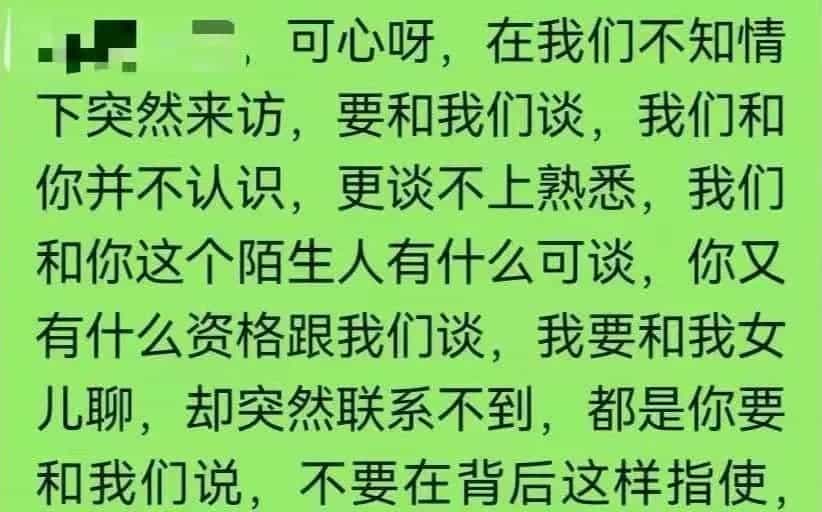 ，可心呀，在我们不知情
下突然来访，要和我们谈，我们和
你并不认识，更谈不上熟悉，我们
和你这个陌生人有什么可谈，你又
有什么资格跟我们谈，我要和我女
儿聊，却突然联系不到，都是你要
和我们说，不要在背后这样指使，